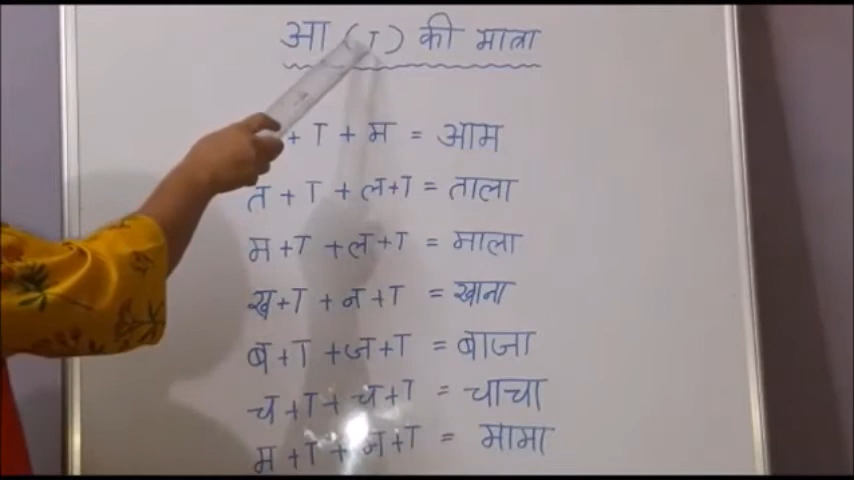 आ (ा) की मात्रा
+ ा + म = आम
त + ा + ल + ा = ताला
म + ा + ल + ा = माला
ख + ा + न + ा = खाना
ब + ा + ज + ा = बाजा
च + ा + च + ा = चाचा
म + ा + + ा = मामा